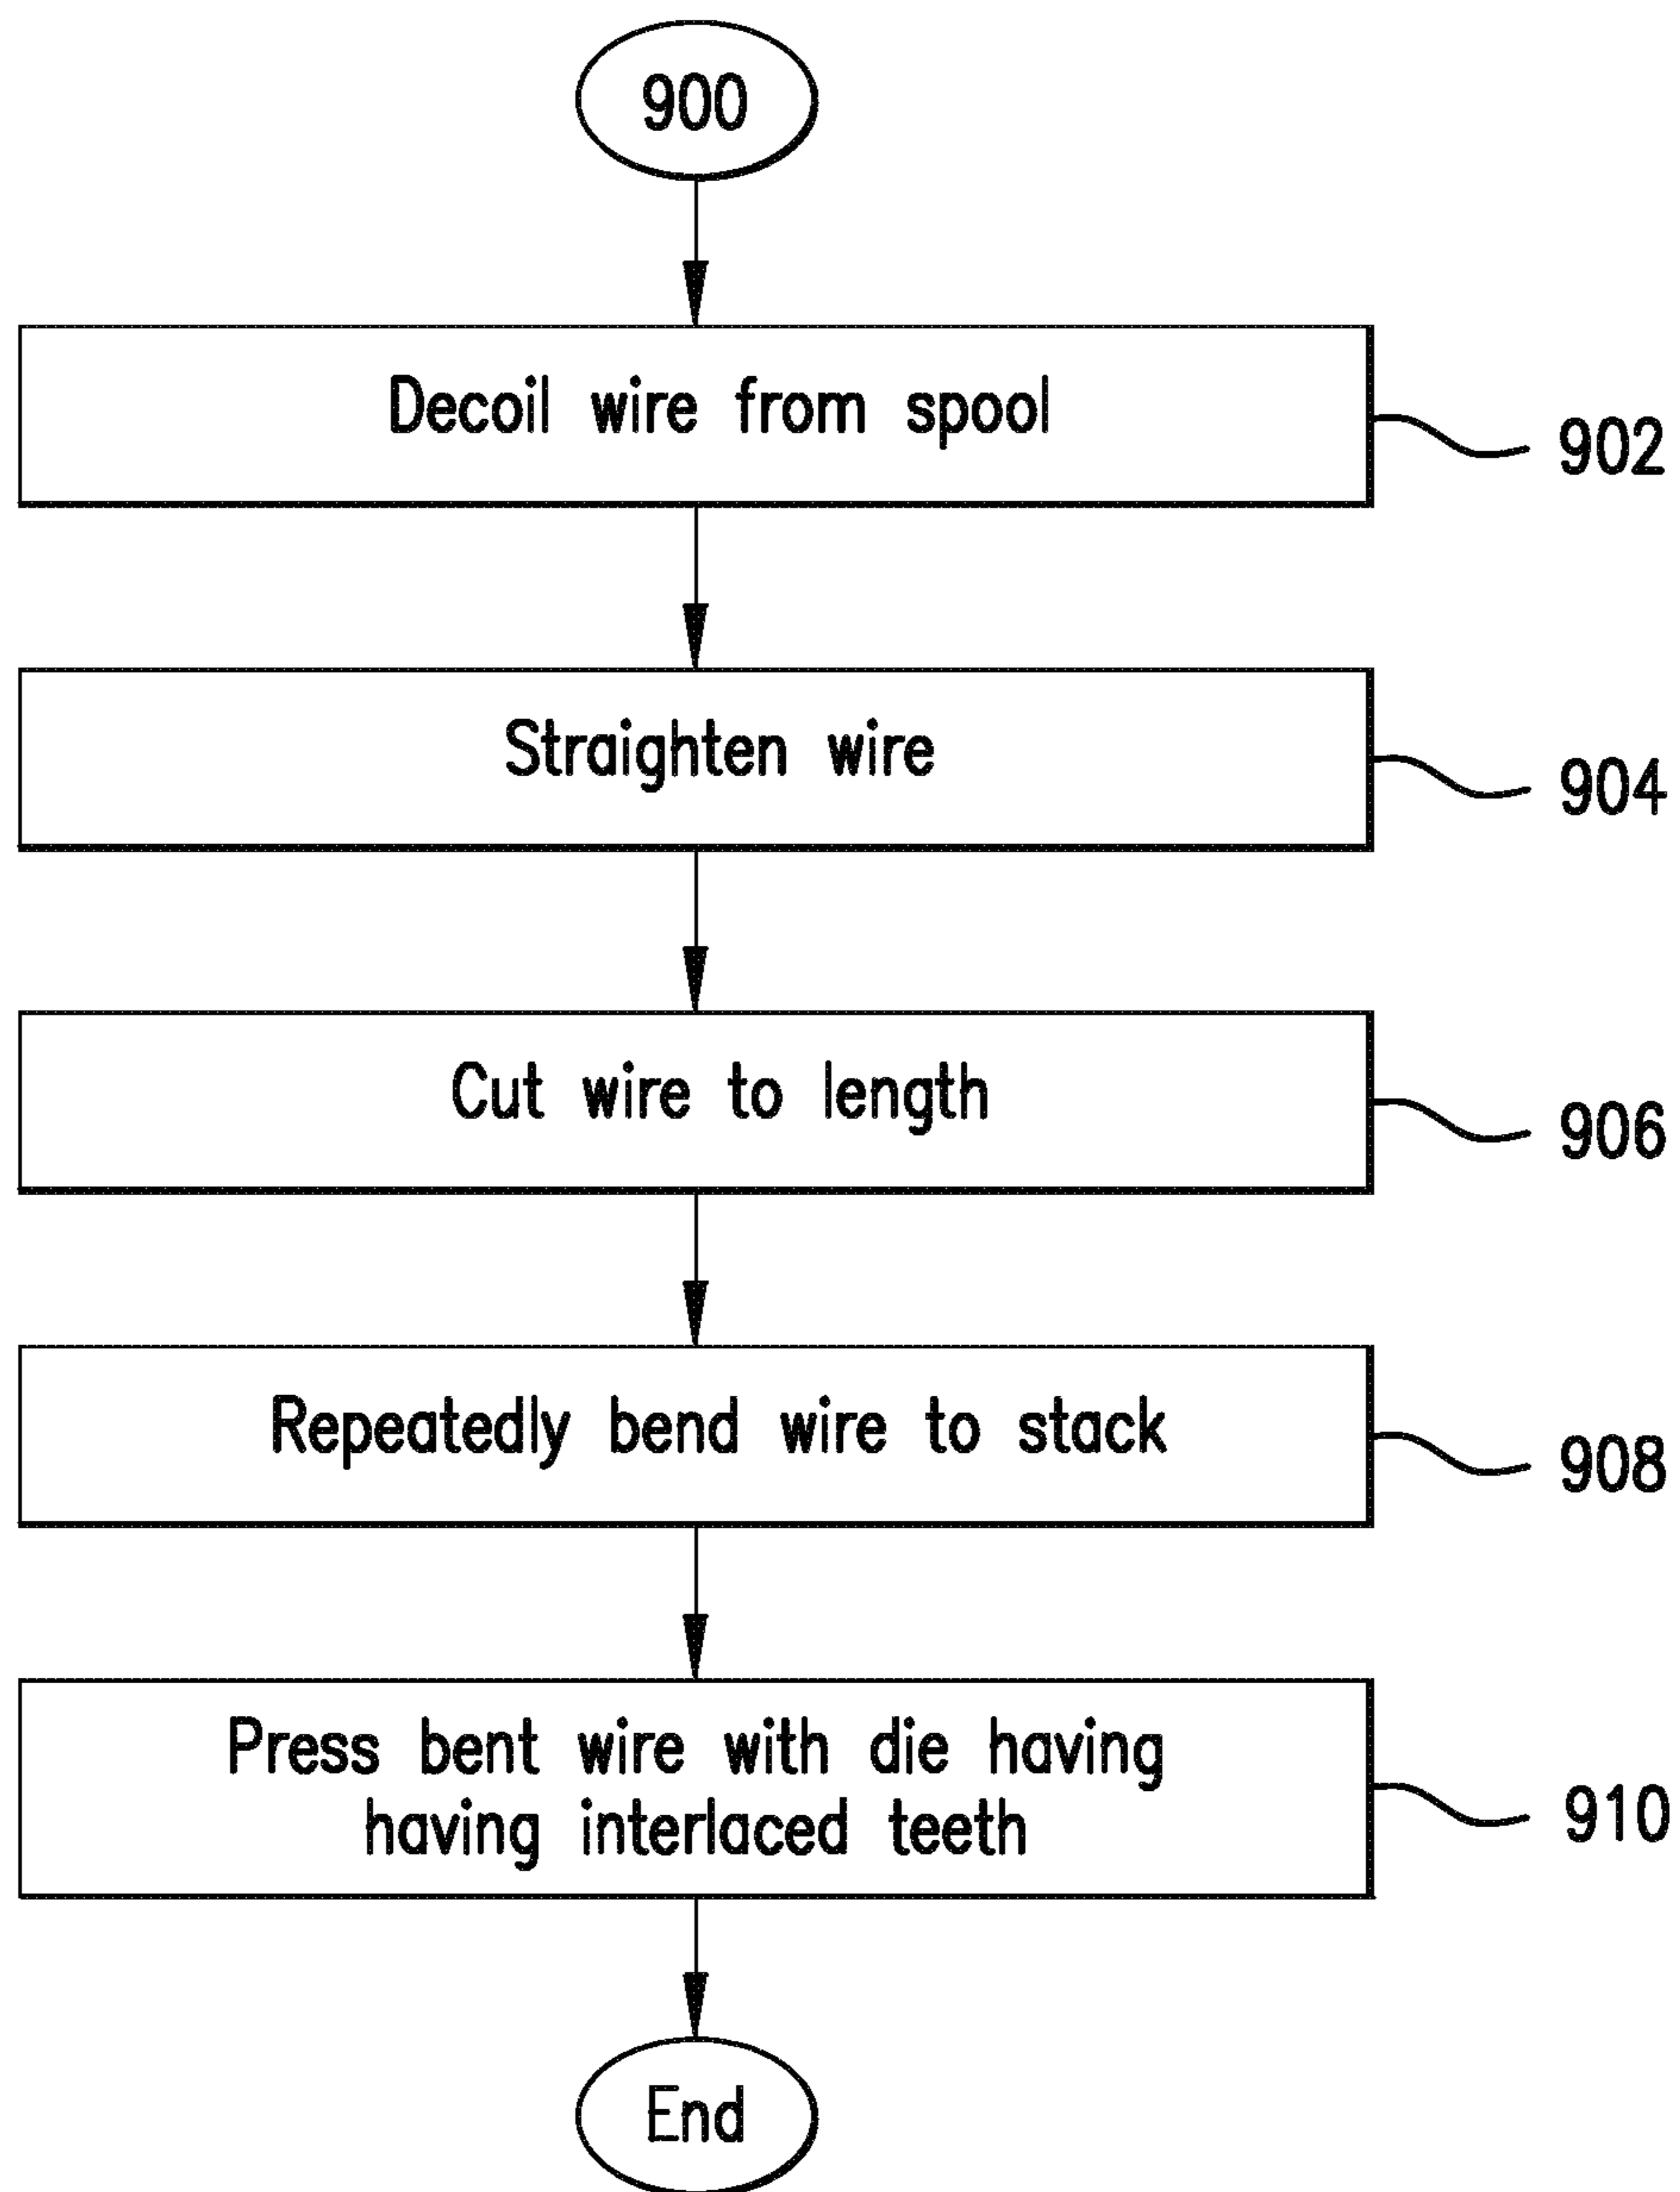 900
Decoil wire from spool
902
Straighten wire
904
Cut wire to length
906
Repeatedly bend wire to stack
908
Press bent wire with die having
having interlaced teeth
910
End